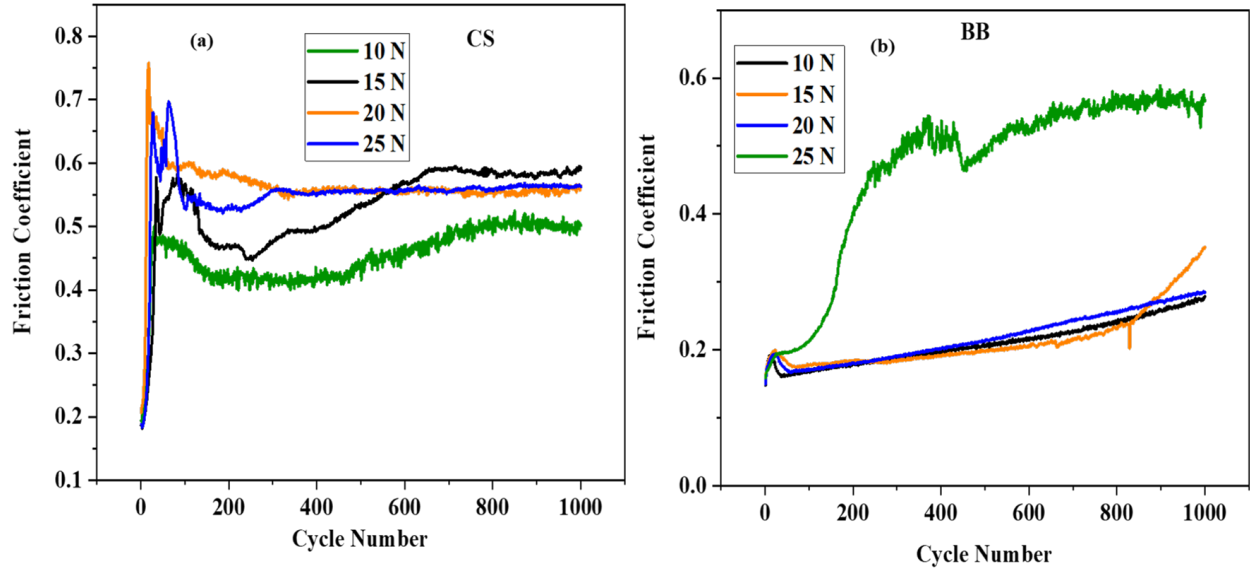 (a)
CS
10 N
15 N
20 N
25 N
0.8
0.7
0.6
0.5
0.4
0.3
0.2
0.1
Friction Coefficient
0 200 400 600 800 1000
Cycle Number
(b)
BB
10 N
15 N
20 N
25 N
0.6
0.4
0.2
0.0
Friction Coefficient
0 200 400 600 800 1000
Cycle Number